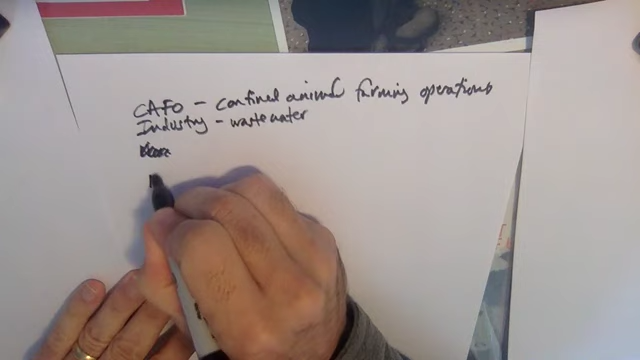 CAFO - confined animal farming operations
Industry - wastewater